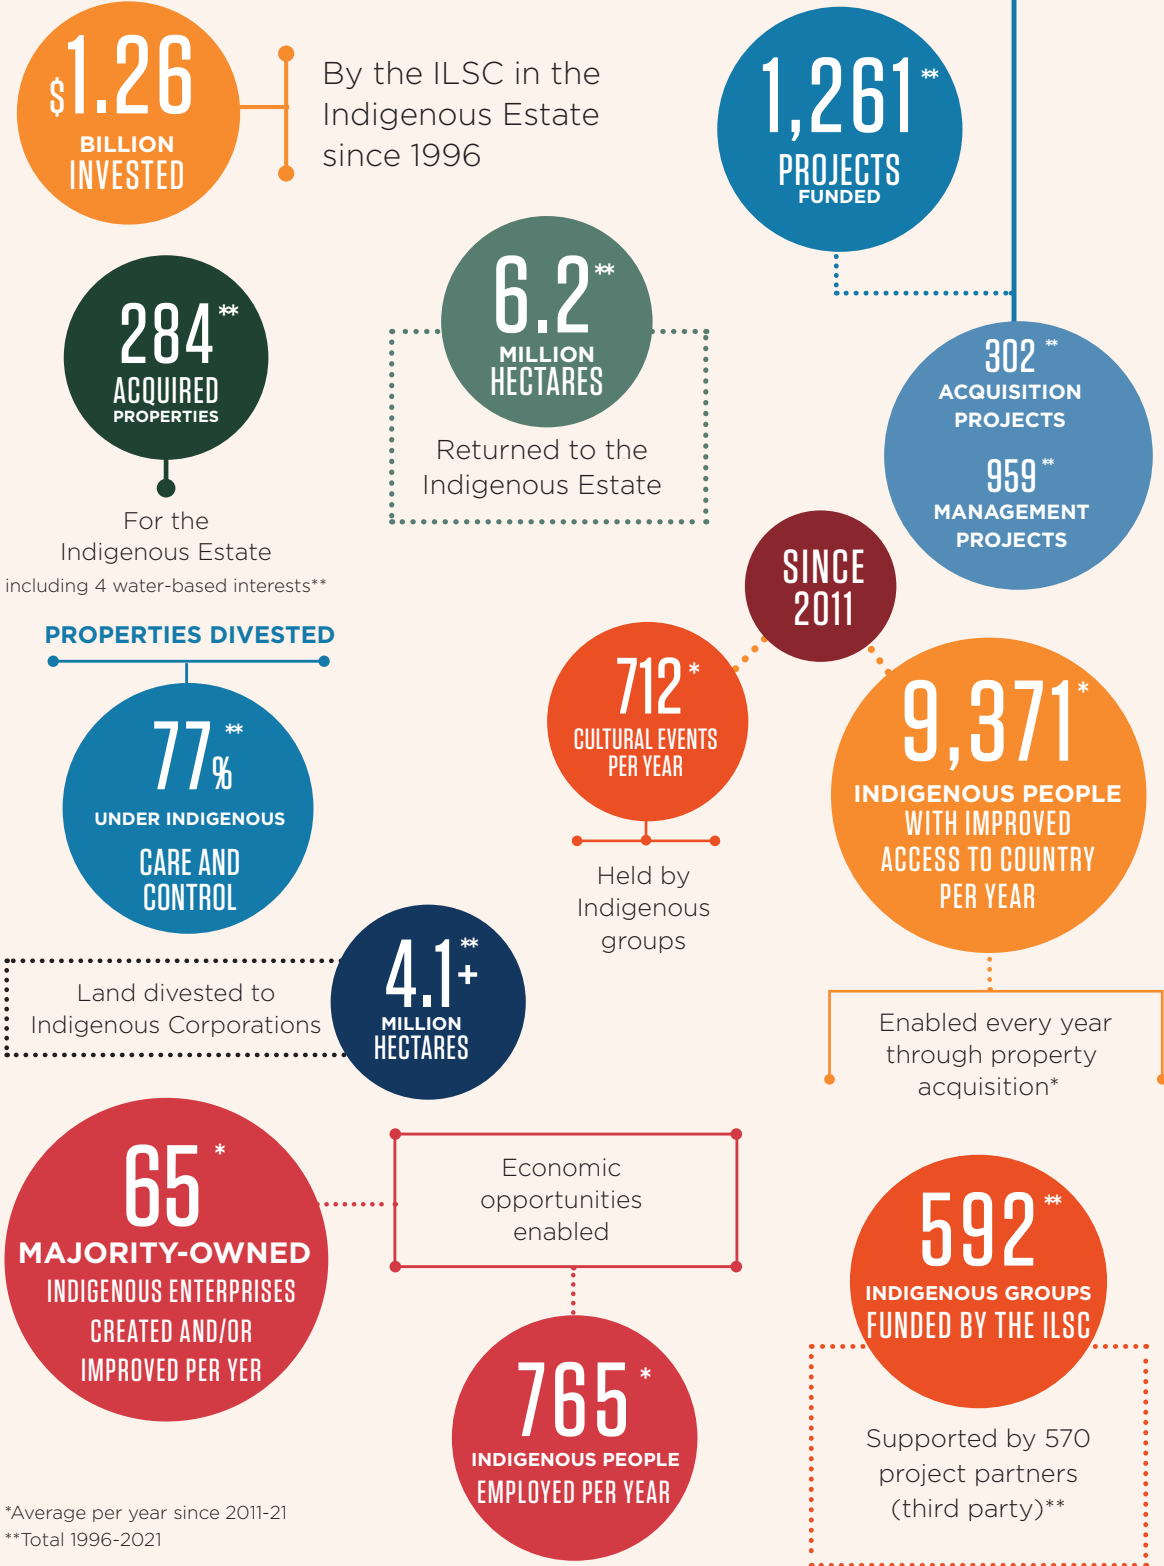 $1.26
BILLION
INVESTED
By the ILSC in the
Indigenous Estate
since 1996
1,261**
PROJECTS
FUNDED
284**
ACQUIRED
PROPERTIES
For the
Indigenous Estate
including 4 water-based interests**
6.2**
MILLION
HECTARES
Returned to the
Indigenous Estate
302**
ACQUISITION
PROJECTS
959**
MANAGEMENT
PROJECTS
PROPERTIES DIVESTED
77%**
UNDER INDIGENOUS
CARE AND
CONTROL
SINCE
2011
712*
CULTURAL EVENTS
PER YEAR
Held by
Indigenous
groups
9,371*
INDIGENOUS PEOPLE
WITH IMPROVED
ACCESS TO COUNTRY
PER YEAR
Enabled every year
through property
acquisition*
Land divested to
Indigenous Corporations
4.1+**
MILLION
HECTARES
65*
MAJORITY-OWNED
INDIGENOUS ENTERPRISES
CREATED AND/OR
IMPROVED PER YER
Economic
opportunities
enabled
765*
INDIGENOUS PEOPLE
EMPLOYED PER YEAR
592**
INDIGENOUS GROUPS
FUNDED BY THE ILSC
Supported by 570
project partners
(third party)**
*Average per year since 2011-21
**Total 1996-2021